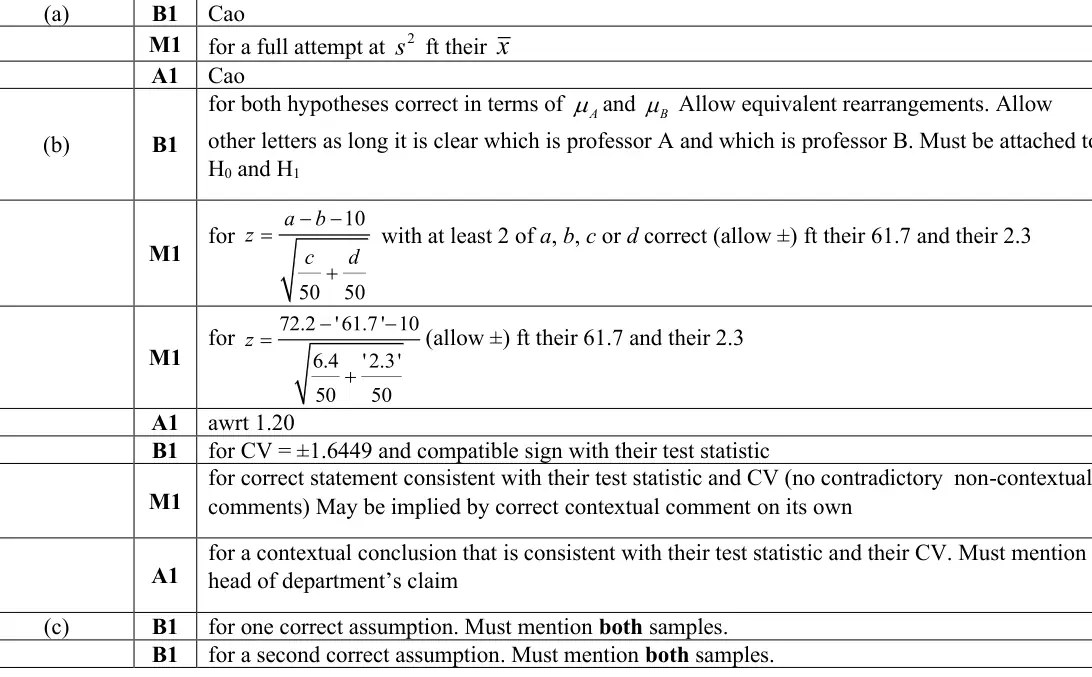 (a) B1 Cao
M1 for a full attempt at s² ft their x̅
A1 Cao
for both hypotheses correct in terms of μ_A and μ_B Allow equivalent rearrangements. Allow
(b) B1 other letters as long it is clear which is professor A and which is professor B. Must be attached to
H₀ and H₁
M1 for z = (a − b − 10) / √(c/50 + d/50) with at least 2 of a, b, c or d correct (allow ±) ft their 61.7 and their 2.3
M1 for z = (72.2 − '61.7' − 10) / √(6.4/50 + '2.3'/50) (allow ±) ft their 61.7 and their 2.3
A1 awrt 1.20
B1 for CV = ±1.6449 and compatible sign with their test statistic
for correct statement consistent with their test statistic and CV (no contradictory non-contextual
M1 comments) May be implied by correct contextual comment on its own
for a contextual conclusion that is consistent with their test statistic and their CV. Must mention
A1 head of department's claim
(c) B1 for one correct assumption. Must mention both samples.
B1 for a second correct assumption. Must mention both samples.